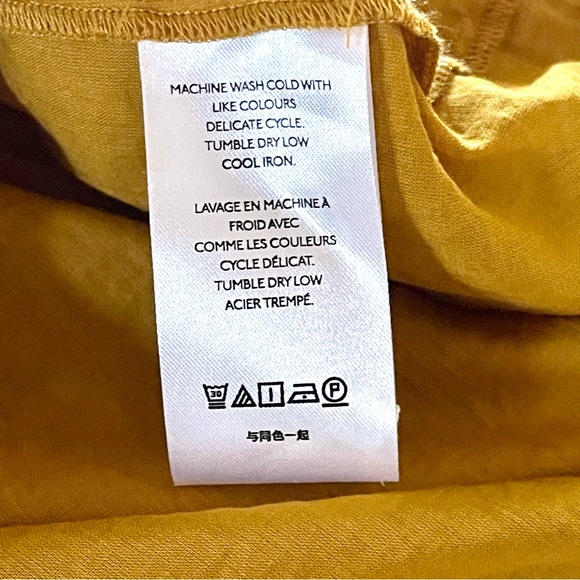 MACHINE WASH COLD WITH
LIKE COLOURS
DELICATE CYCLE.
TUMBLE DRY LOW
COOL IRON.
LAVAGE EN MACHINE À
FROID AVEC
COMME LES COULEURS
CYCLE DÉLICAT.
TUMBLE DRY LOW
ACIER TREMPÉ.
30 P
与同色一起